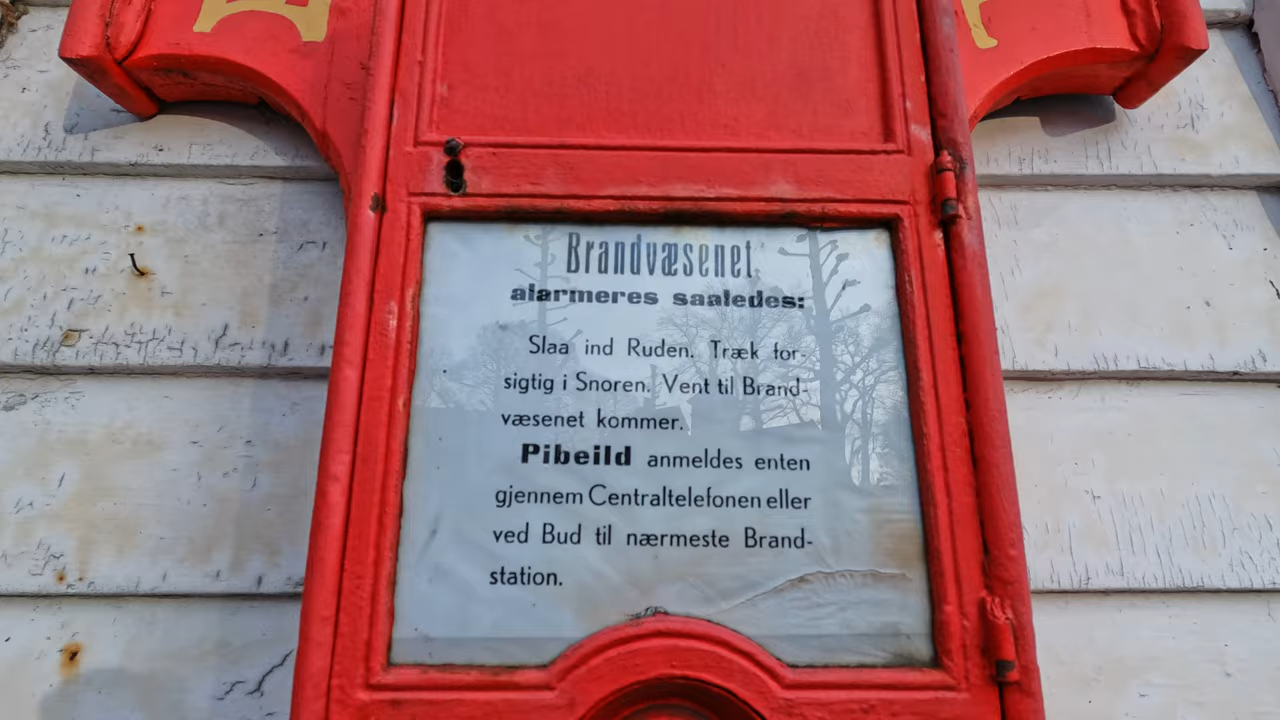 Brandvæsenet
alarmeres saaledes:
Slaa ind Ruden. Træk for-
sigtig i Snoren. Vent til Brand-
væsenet kommer.
Pibeild anmeldes enten
gjennem Centraltelefonen eller
ved Bud til nærmeste Brand-
station.